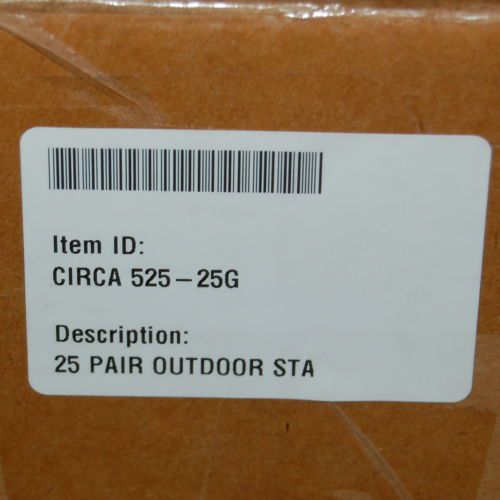 Item ID:
CIRCA 525-25G
Description:
25 PAIR OUTDOOR STA